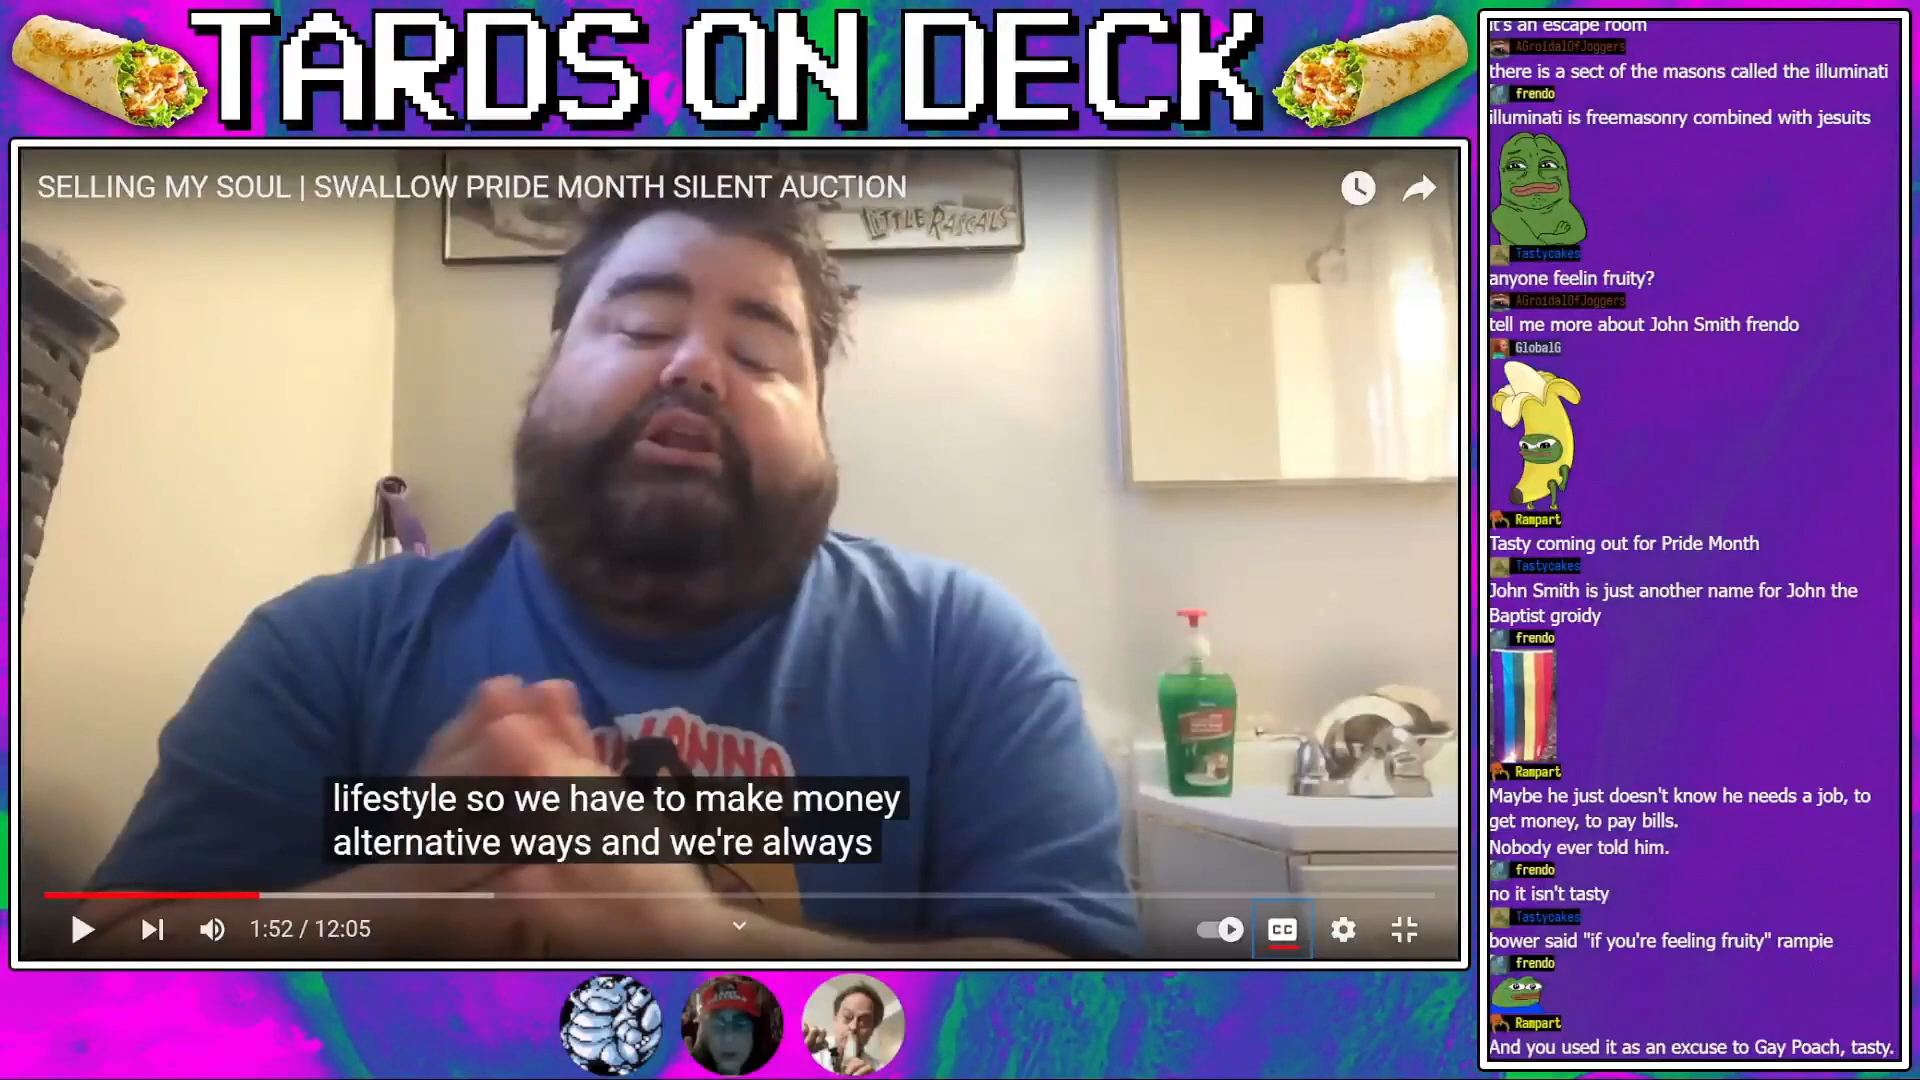 TARDS ON DECK
SELLING MY SOUL | SWALLOW PRIDE MONTH SILENT AUCTION
LITTLE RASCALS
lifestyle so we have to make money
alternative ways and we're always
1:52 / 12:05
CC
it's an escape room
AGroidalOfJoggers
there is a sect of the masons called the illuminati
frendo
illuminati is freemasonry combined with jesuits
Tastycakes
anyone feelin fruity?
AGroidalOfJoggers
tell me more about John Smith frendo
GlobalG
Rampart
Tasty coming out for Pride Month
Tastycakes
John Smith is just another name for John the
Baptist groidy
frendo
Rampart
Maybe he just doesn't know he needs a job, to
get money, to pay bills.
Nobody ever told him.
frendo
no it isn't tasty
Tastycakes
bower said "if you're feeling fruity" rampie
frendo
Rampart
And you used it as an excuse to Gay Poach, tasty.